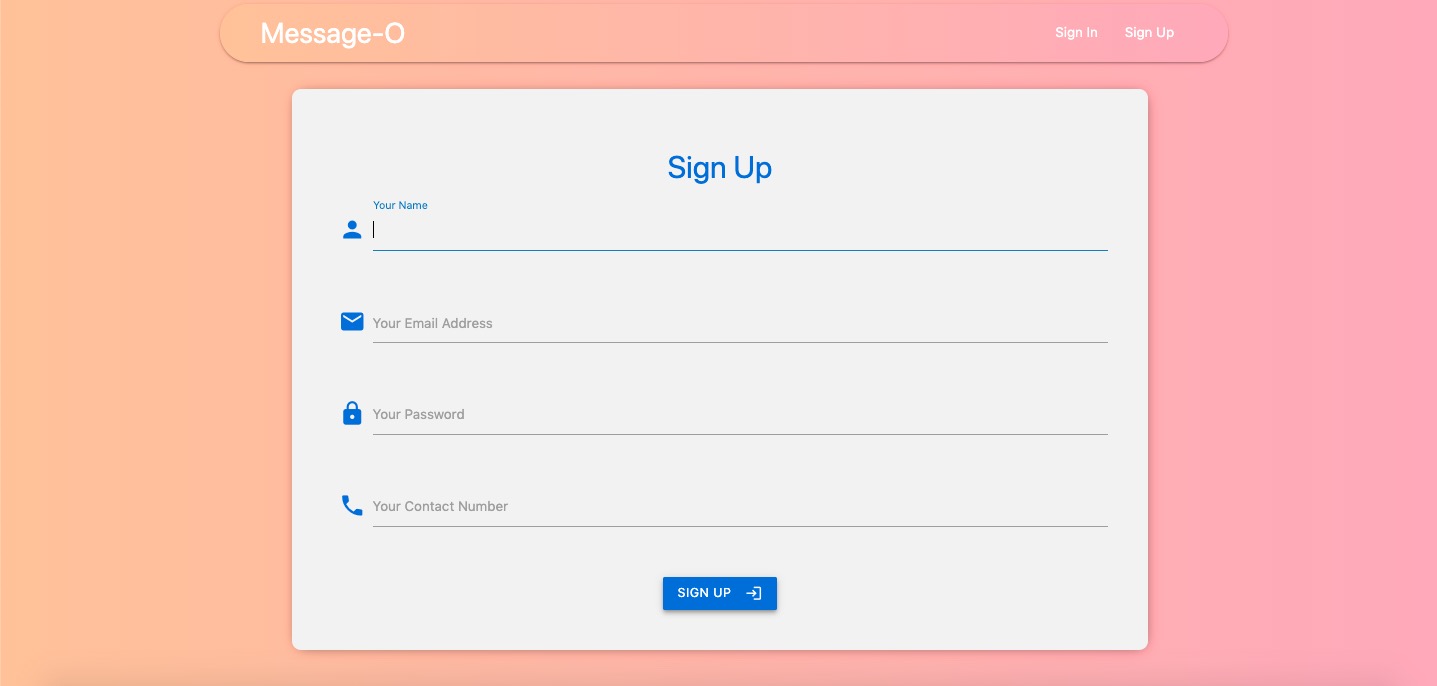 Message-O
Sign In
Sign Up
Sign Up
Your Name
Your Email Address
Your Password
Your Contact Number
SIGN UP